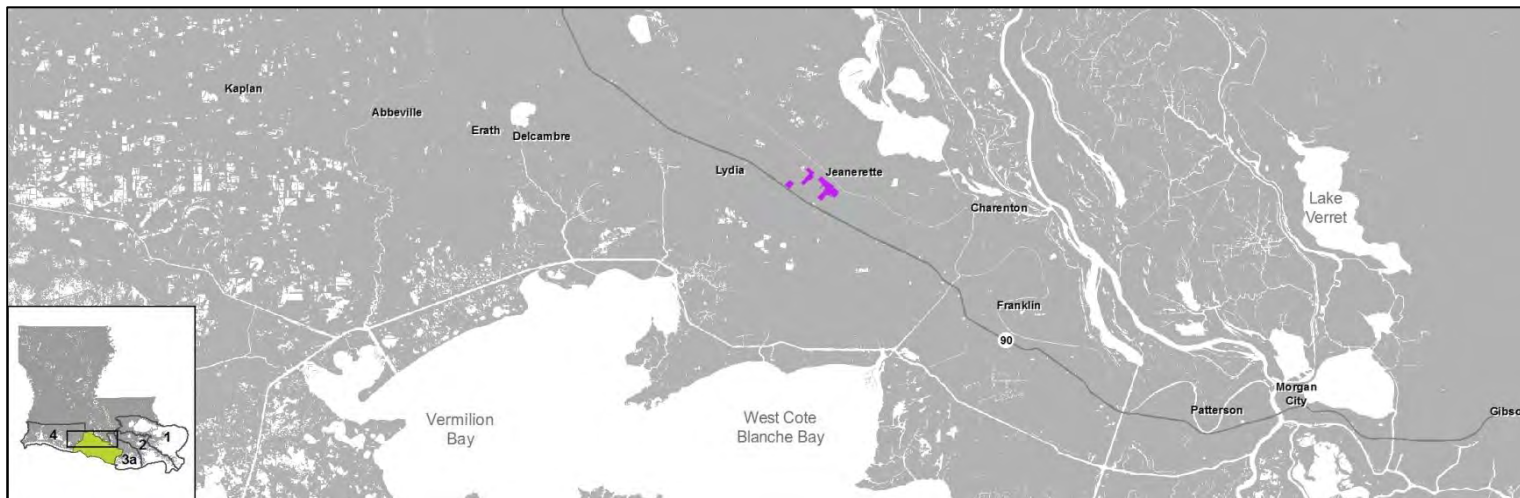 Kaplan
Abbeville
Erath
Delcambre
Lydia
Jeanerette
Charenton
Lake
Verret
Franklin
90
Vermilion
Bay
West Cote
Blanche Bay
Patterson
Morgan
City
Gibso
4
2
1
3a